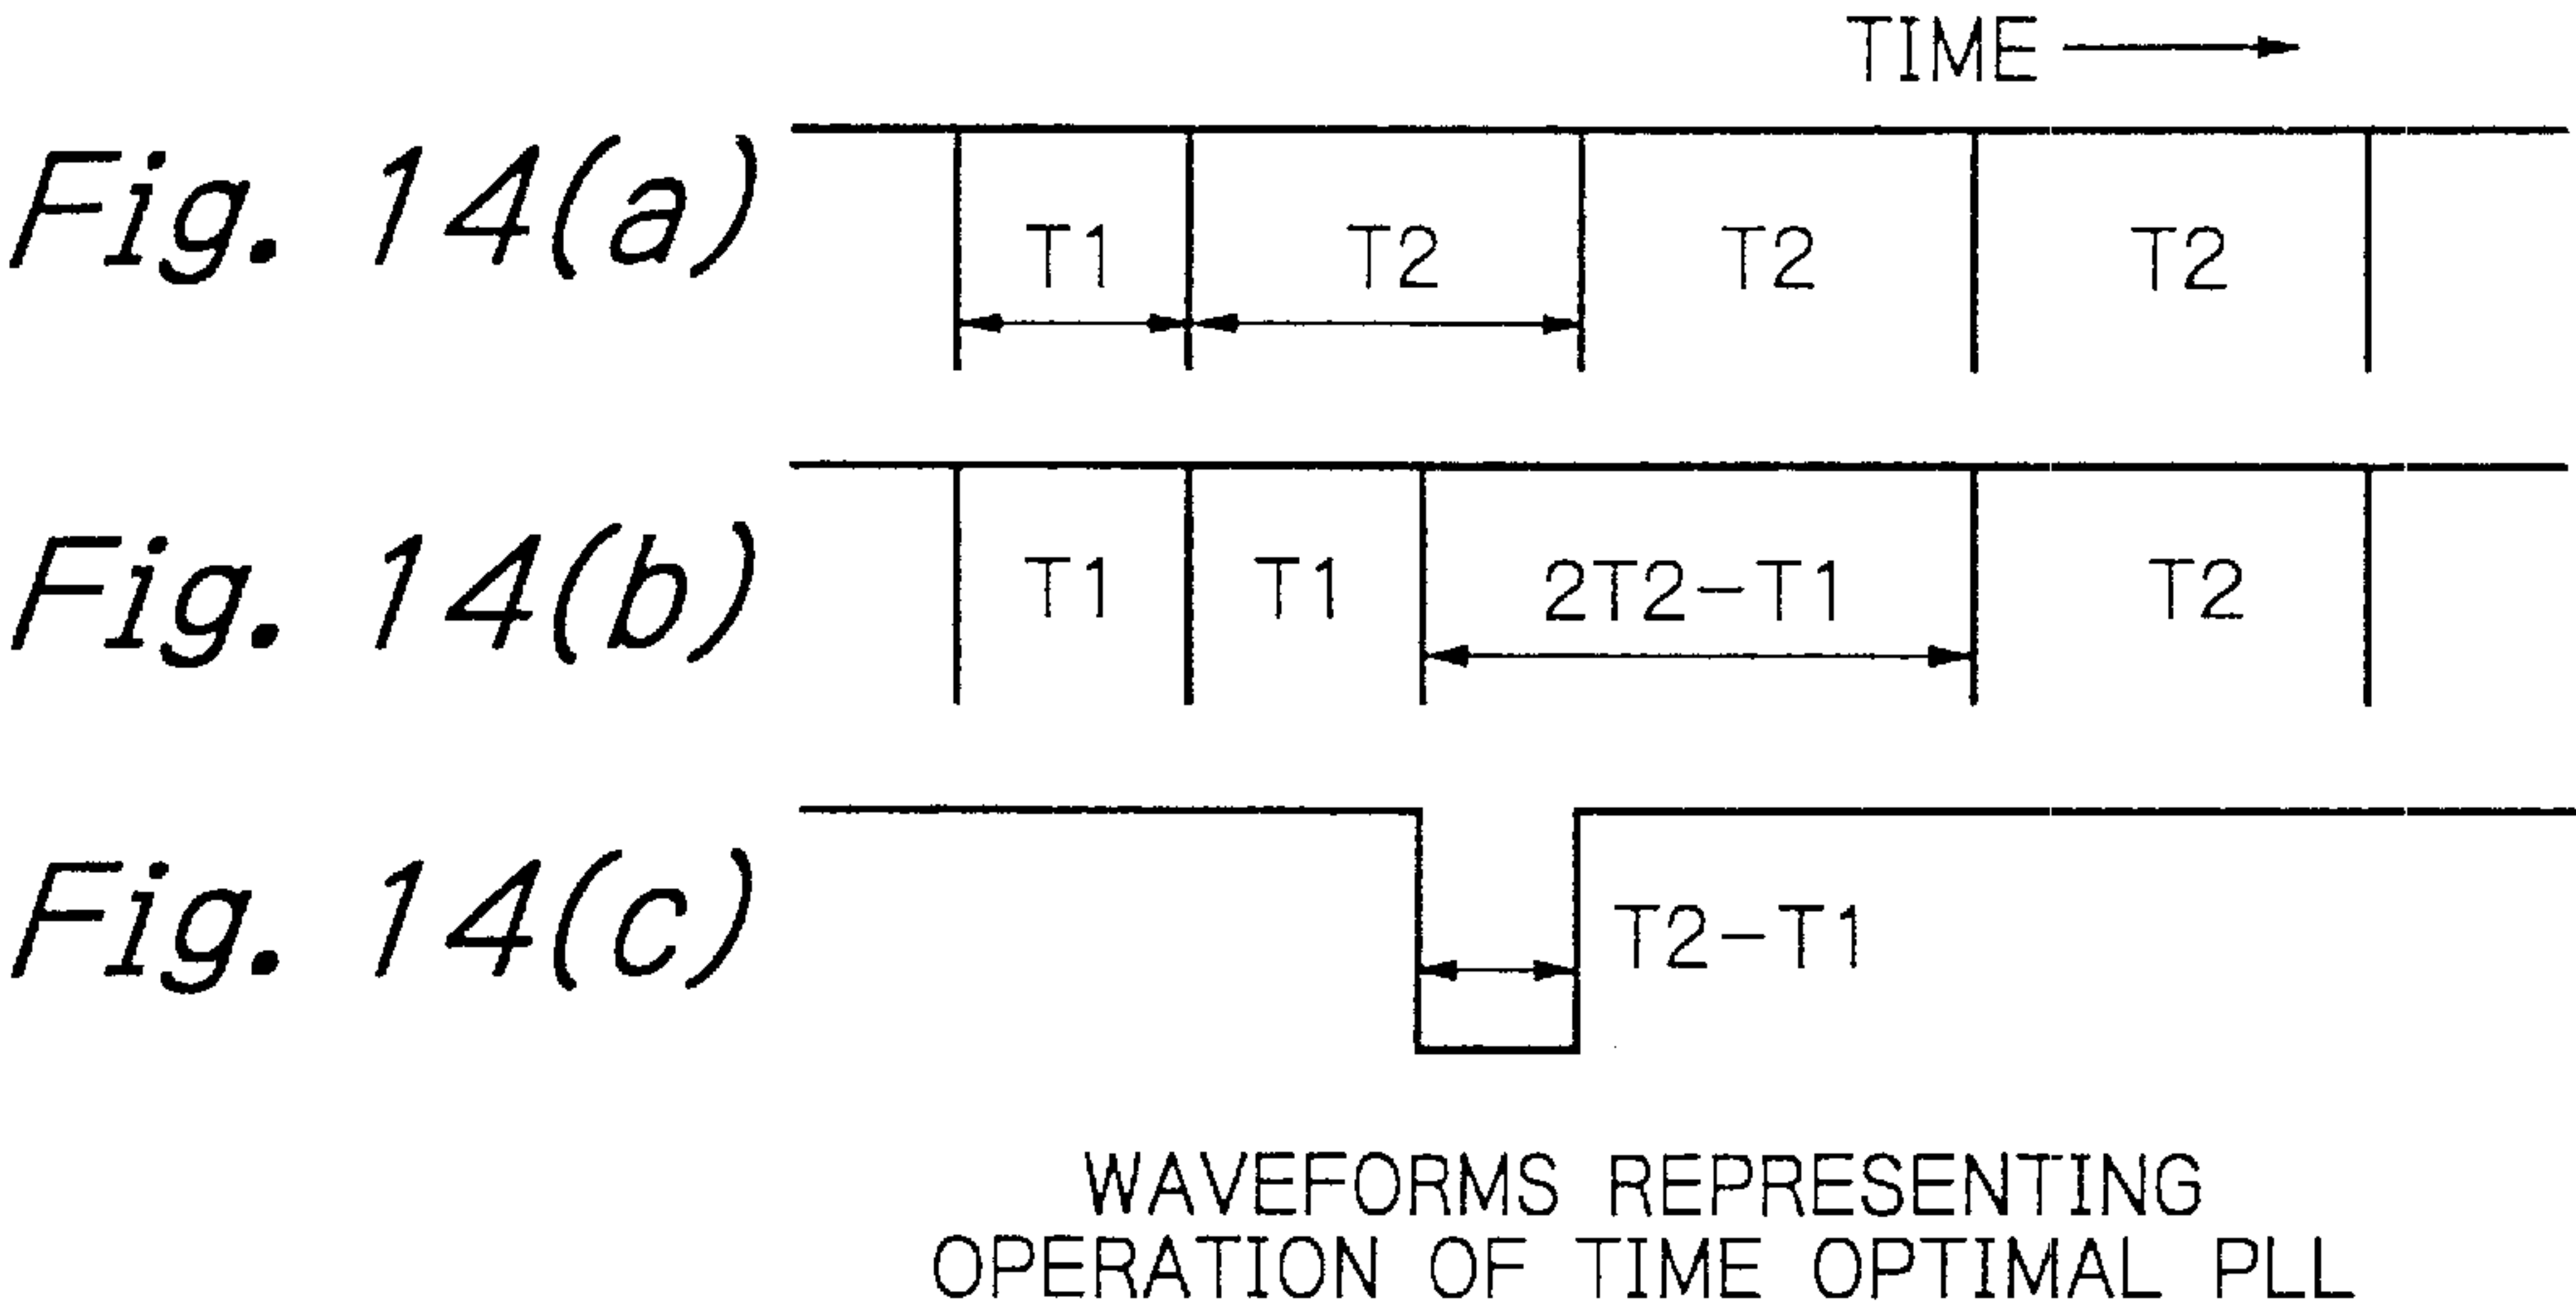 TIME
Fig. 14(a)
T1 T2 T2 T2
Fig. 14(b)
T1 T1 2T2-T1 T2
Fig. 14(c)
T2-T1
WAVEFORMS REPRESENTING
OPERATION OF TIME OPTIMAL PLL